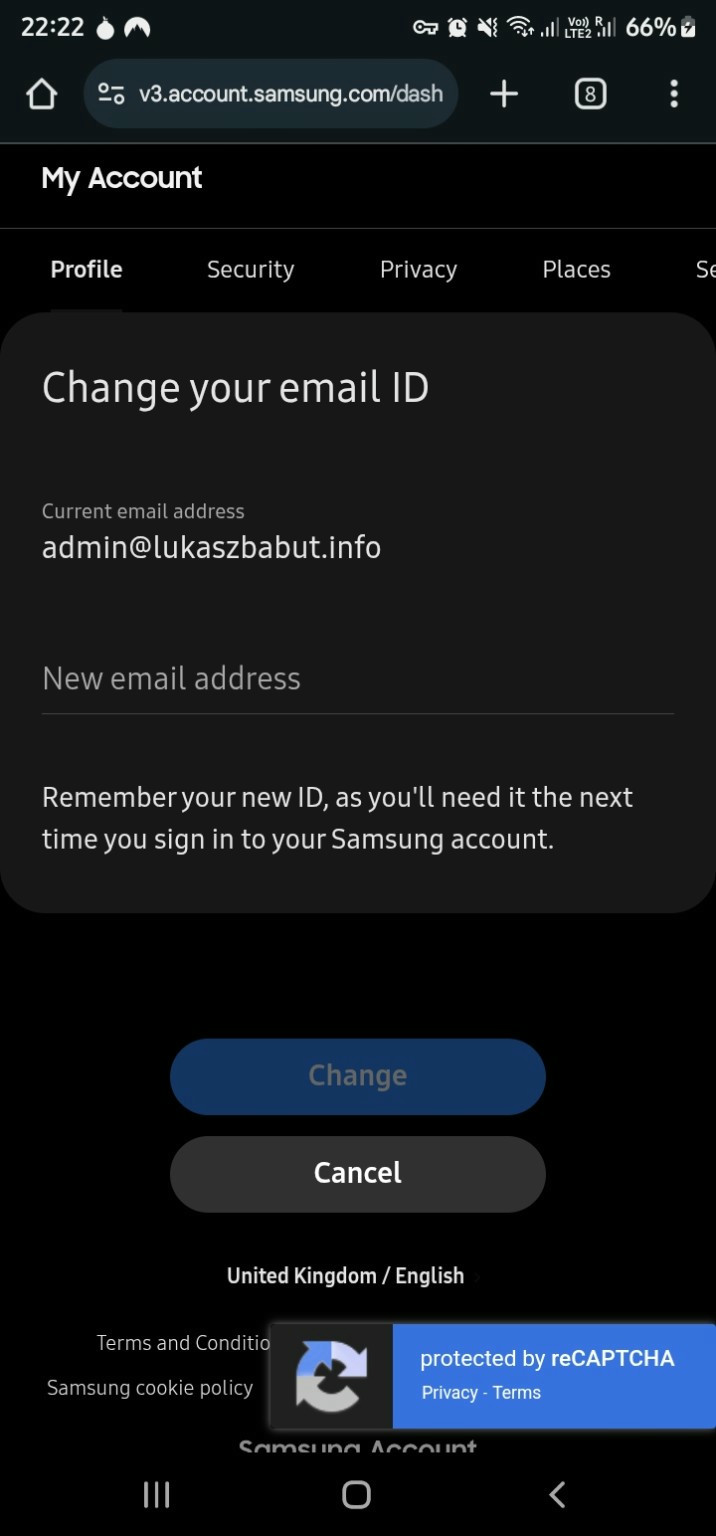 22:22 Vo) R 66%
LTE2
v3.account.samsung.com/dash 8
My Account
Profile Security Privacy Places Se
Change your email ID
Current email address
admin@lukaszbabut.info
New email address
Remember your new ID, as you'll need it the next
time you sign in to your Samsung account.
Change
Cancel
United Kingdom / English
Terms and Conditio
protected by reCAPTCHA
Samsung cookie policy
Privacy - Terms
Samsung Account